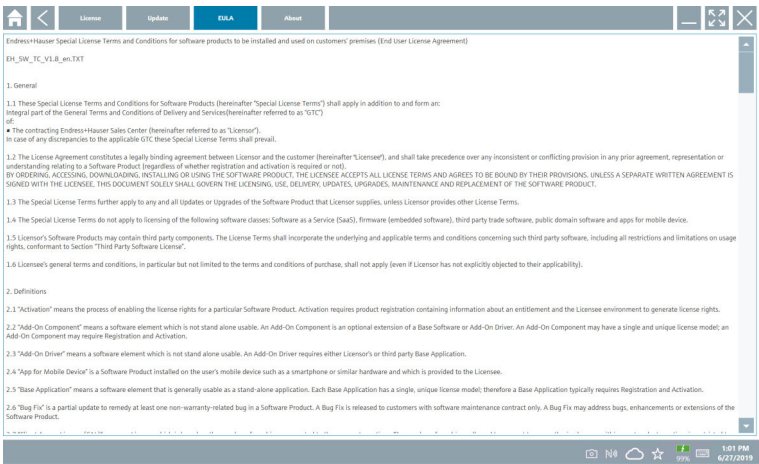 License
Update
EULA
About
Endress+Hauser Special License Terms and Conditions for software products to be installed and used on customers' premises (End User License Agreement)
EH_SW_TC_V1.8_en.TXT
1. General
1.1 These Special License Terms and Conditions for Software Products (hereinafter "Special License Terms") shall apply in addition to and form an:
Integral part of the General Terms and Conditions of Delivery and Services(hereinafter referred to as "GTC")
of:
▪ The contracting Endress+Hauser Sales Center (hereinafter referred to as "Licensor").
In case of any discrepancies to the applicable GTC these Special License Terms shall prevail.
1.2 The License Agreement constitutes a legally binding agreement between Licensor and the customer (hereinafter "Licensee"), and shall take precedence over any inconsistent or conflicting provision in any prior agreement, representation or
understanding relating to a Software Product (regardless of whether registration and activation is required or not).
BY ORDERING, ACCESSING, DOWNLOADING, INSTALLING OR USING THE SOFTWARE PRODUCT, THE LICENSEE ACCEPTS ALL LICENSE TERMS AND AGREES TO BE BOUND BY THEIR PROVISIONS. UNLESS A SEPARATE WRITTEN AGREEMENT IS
SIGNED WITH THE LICENSEE, THIS DOCUMENT SOLELY SHALL GOVERN THE LICENSING, USE, DELIVERY, UPDATES, UPGRADES, MAINTENANCE AND REPLACEMENT OF THE SOFTWARE PRODUCT.
1.3 The Special License Terms further apply to any and all Updates or Upgrades of the Software Product that Licensor supplies, unless Licensor provides other License Terms.
1.4 The Special License Terms do not apply to licensing of the following software classes: Software as a Service (SaaS), firmware (embedded software), third party trade software, public domain software and apps for mobile device.
1.5 Licensor's Software Products may contain third party components. The License Terms shall incorporate the underlying and applicable terms and conditions concerning such third party software, including all restrictions and limitations on usage
rights, conformant to Section "Third Party Software License".
1.6 Licensee's general terms and conditions, in particular but not limited to the terms and conditions of purchase, shall not apply (even if Licensor has not explicitly objected to their applicability).
2. Definitions
2.1 "Activation" means the process of enabling the license rights for a particular Software Product. Activation requires product registration containing information about an entitlement and the Licensee environment to generate license rights.
2.2 "Add-On Component" means a software element which is not stand alone usable. An Add-On Component is an optional extension of a Base Software or Add-On Driver. An Add-On Component may have a single and unique license model; an
Add-On Component may require Registration and Activation.
2.3 "Add-On Driver" means a software element which is not stand alone usable. An Add-On Driver requires either Licensor's or third party Base Application.
2.4 "App for Mobile Device" is a Software Product installed on the user's mobile device such as a smartphone or similar hardware and which is provided to the Licensee.
2.5 "Base Application" means a software element that is generally usable as a stand-alone application. Each Base Application has a single, unique license model; therefore a Base Application typically requires Registration and Activation.
2.6 "Bug Fix" is a partial update to remedy at least one non-warranty-related bug in a Software Product. A Bug Fix is released to customers with software maintenance contract only. A Bug Fix may address bugs, enhancements or extensions of the
Software Product.
99%
1:01 PM
6/27/2019